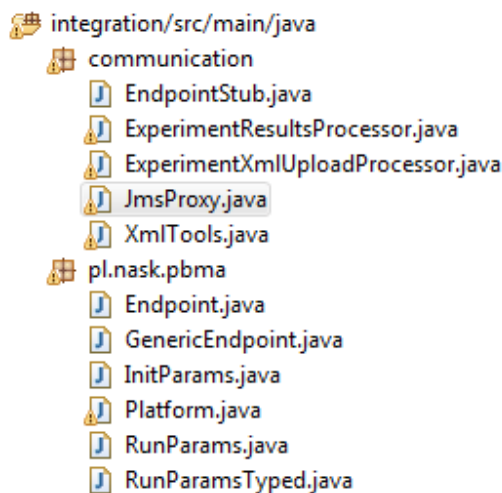 integration/src/main/java
communication
EndpointStub.java
ExperimentResultsProcessor.java
ExperimentXmlUploadProcessor.java
JmsProxy.java
XmlTools.java
pl.nask.pbma
Endpoint.java
GenericEndpoint.java
InitParams.java
Platform.java
RunParams.java
RunParamsTyped.java